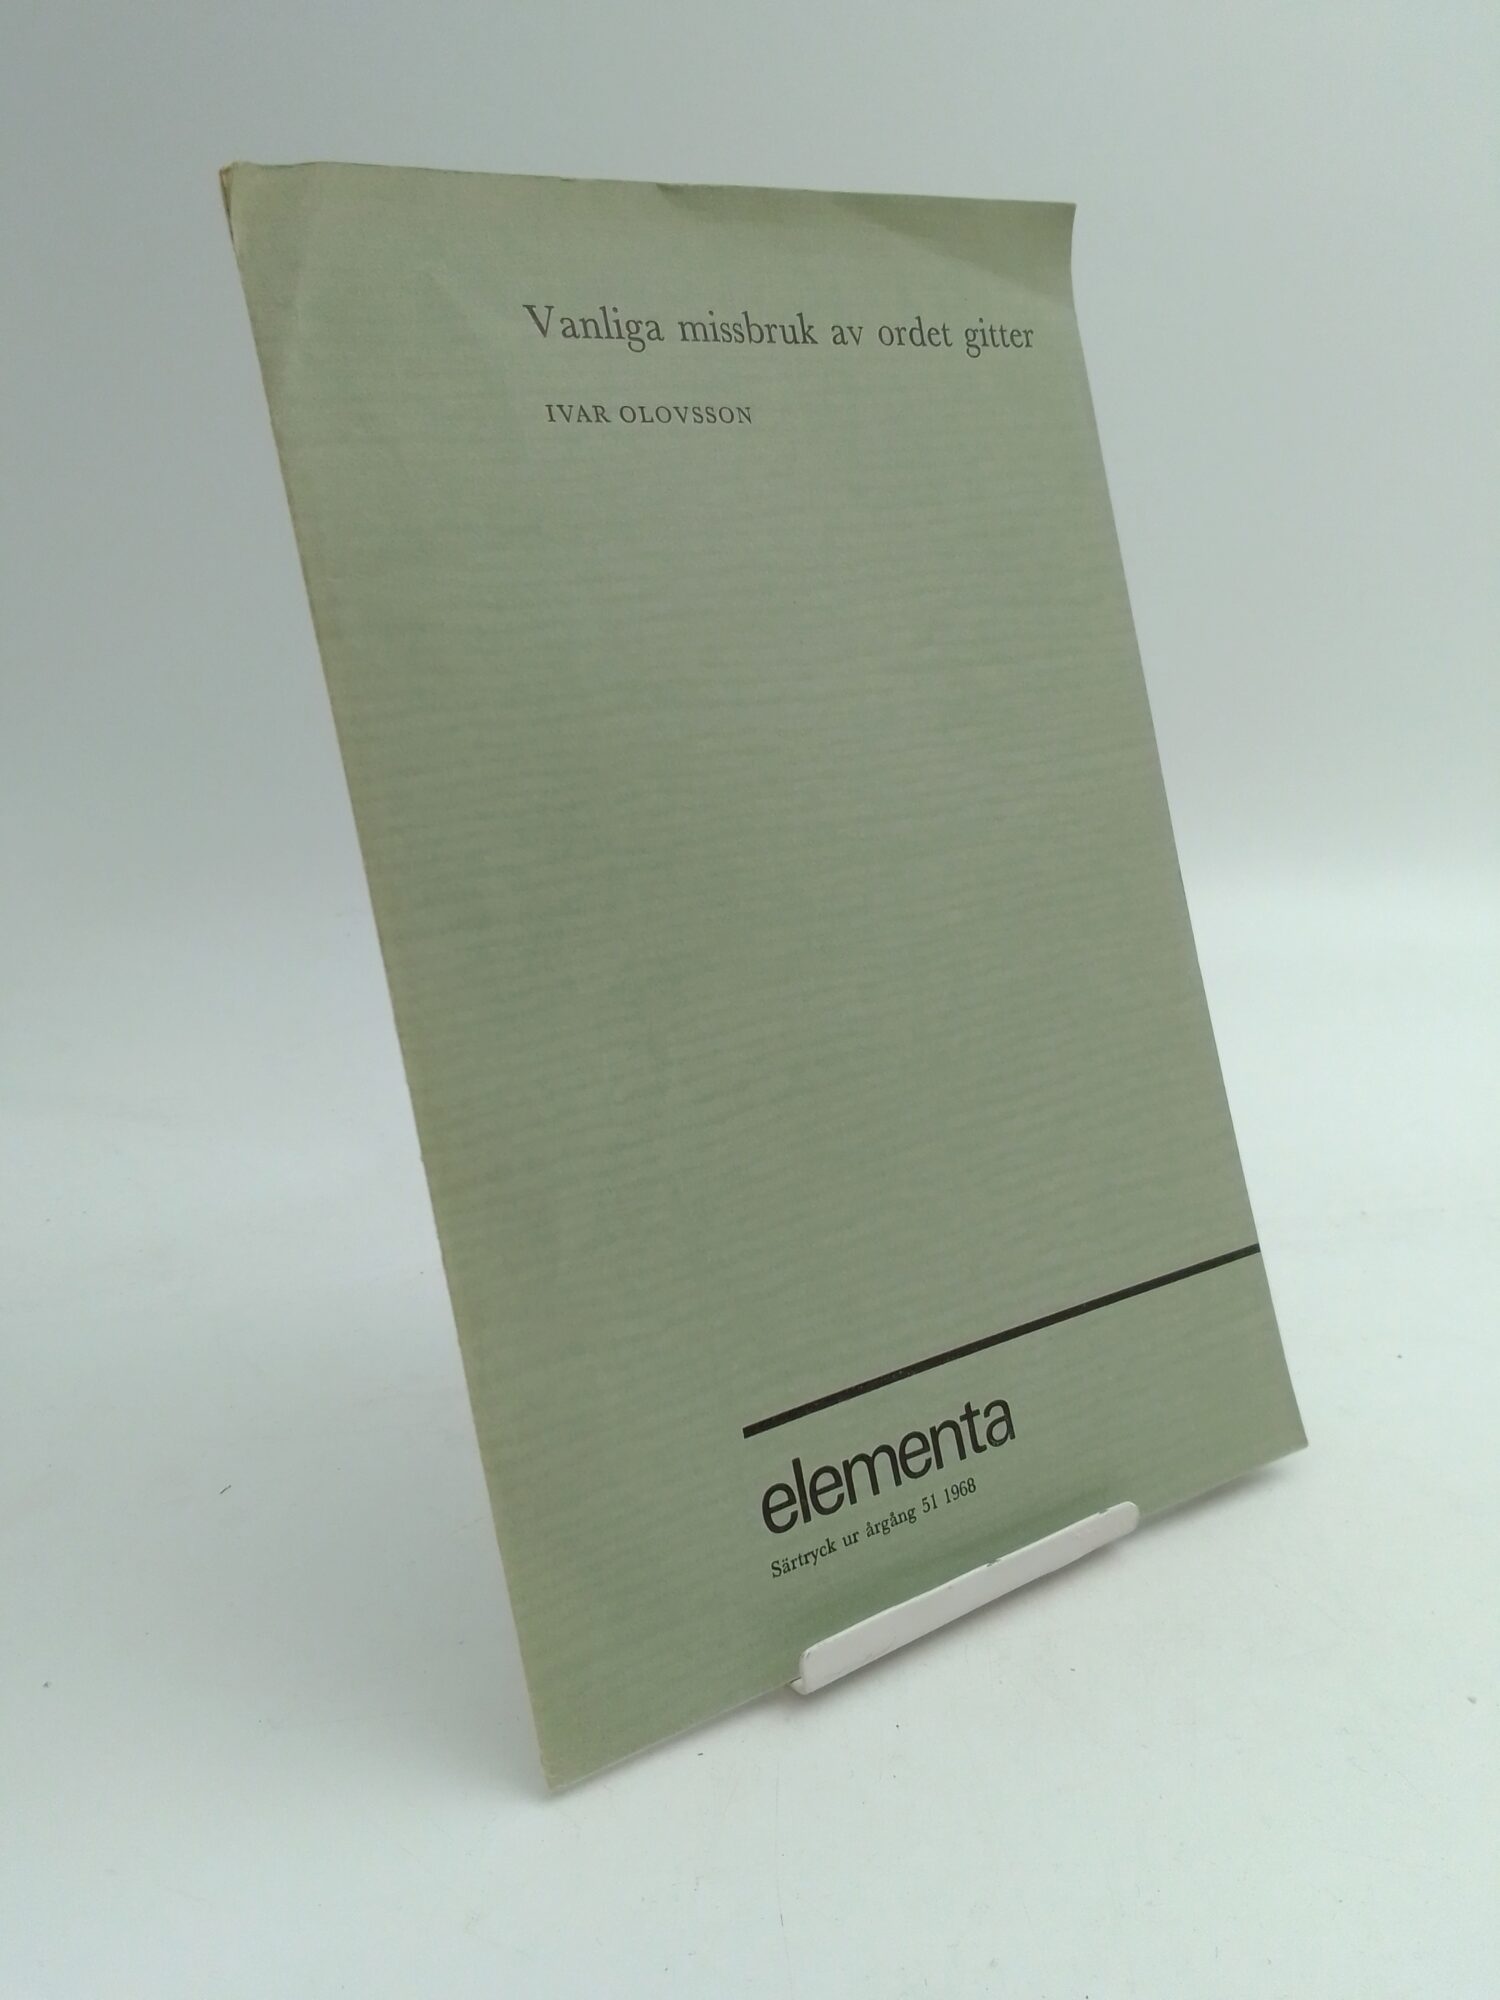 Vanliga missbruk av ordet gitter
IVAR OLOVSSON
elementa
Särtryck ur årgång 51 1968